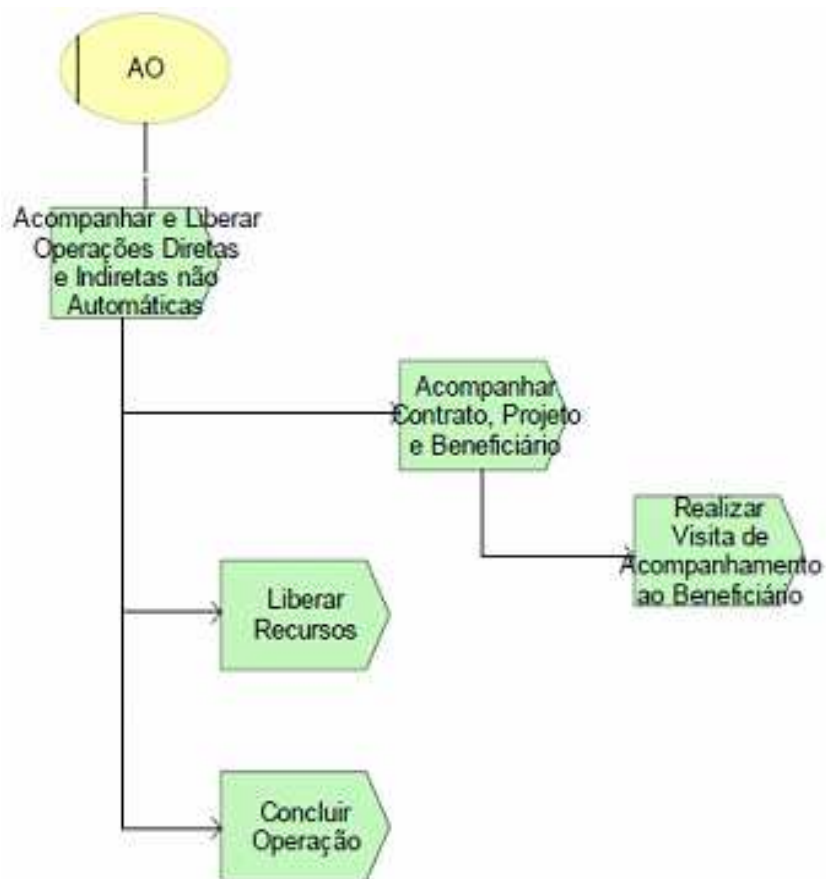 AO
Acompanhar e Liberar
Operações Diretas
e Indiretas não
Automáticas
Acompanhar
Contrato, Projeto
e Beneficiário
Realizar
Visita de
Acompanhamento
ao Beneficiário
Liberar
Recursos
Concluir
Operação